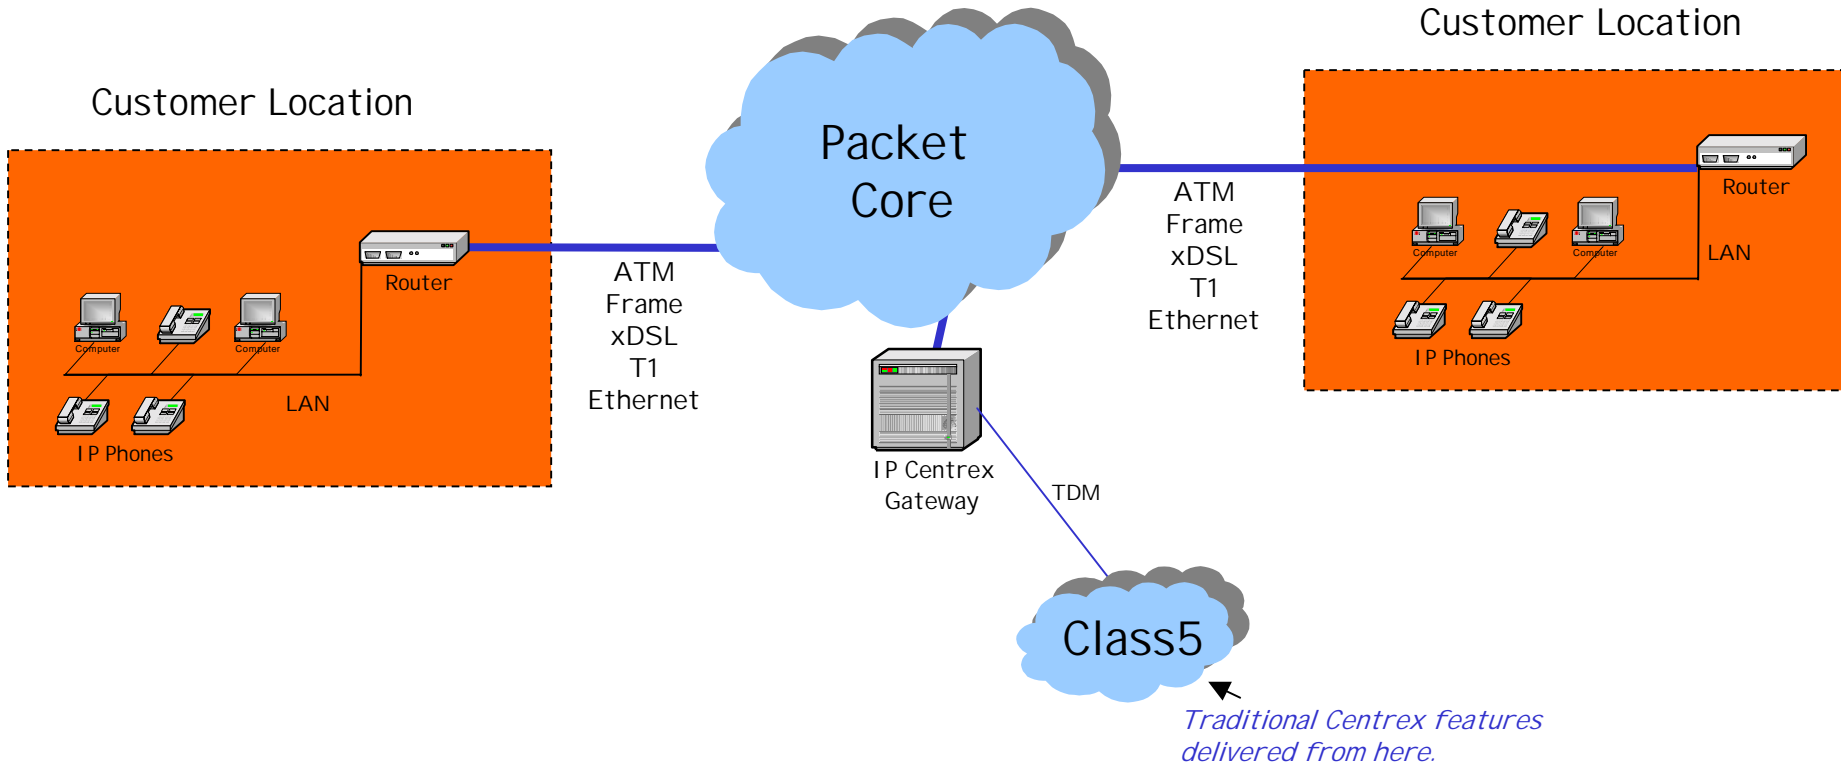 Customer Location
Router
Computer
Computer
LAN
IP Phones
ATM
Frame
xDSL
T1
Ethernet
Packet
Core
IP Centrex
Gateway
TDM
Class5
Traditional Centrex features
delivered from here.
ATM
Frame
xDSL
T1
Ethernet
Customer Location
Router
Computer
Computer
LAN
IP Phones